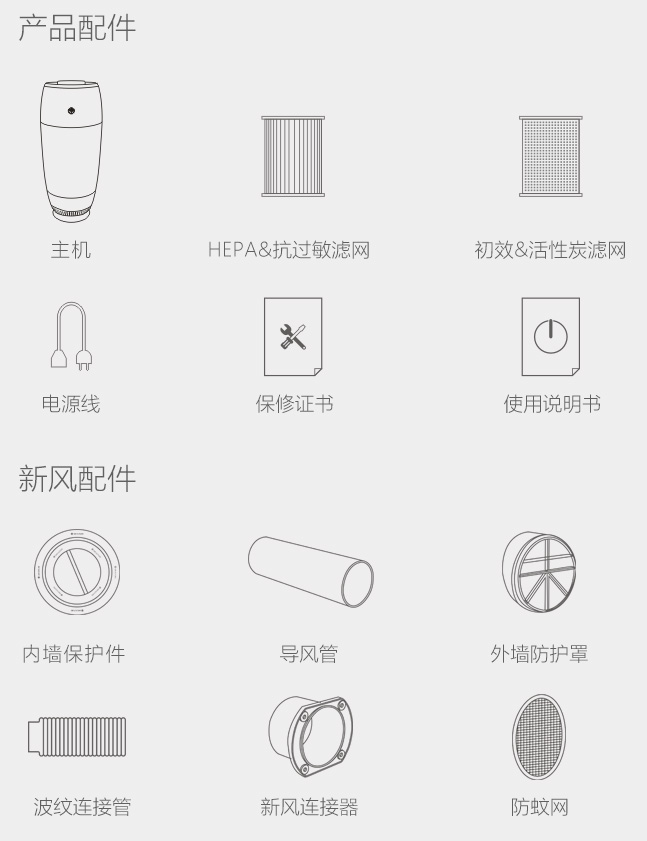 产品配件
主机
HEPA&抗过敏滤网
初效&活性炭滤网
电源线
保修证书
使用说明书
新风配件
内墙保护件
导风管
外墙防护罩
波纹连接管
新风连接器
防蚊网